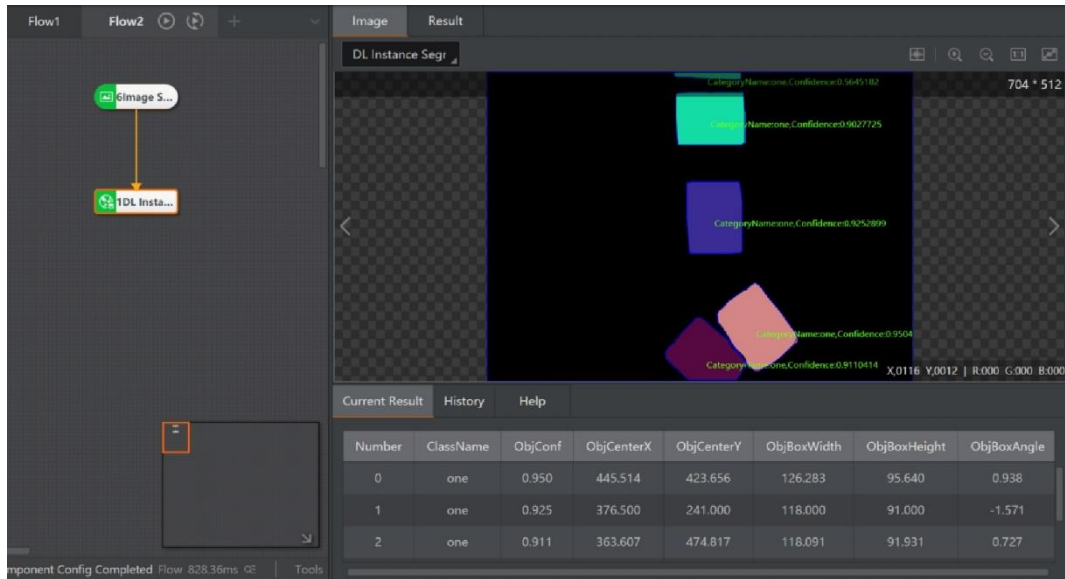 Flow1 Flow2
Image Result
DL Instance Segr
704 * 512
6Image S...
1DL Insta...
CategoryName:one,Confidence:0.5645182
CategoryName:one,Confidence:0.9027725
CategoryName:one,Confidence:0.9252899
CategoryName:one,Confidence:0.9504
CategoryName:one,Confidence:0.9110414
X,0116 Y,0012 | R:000 G:000 B:000
Current Result History Help
Number ClassName ObjConf ObjCenterX ObjCenterY ObjBoxWidth ObjBoxHeight ObjBoxAngle
0 one 0.950 445.514 423.656 126.283 95.640 0.938
1 one 0.925 376.500 241.000 118.000 91.000 -1.571
2 one 0.911 363.607 474.817 118.091 91.931 0.727
mponent Config Completed Flow 828.36ms Tools